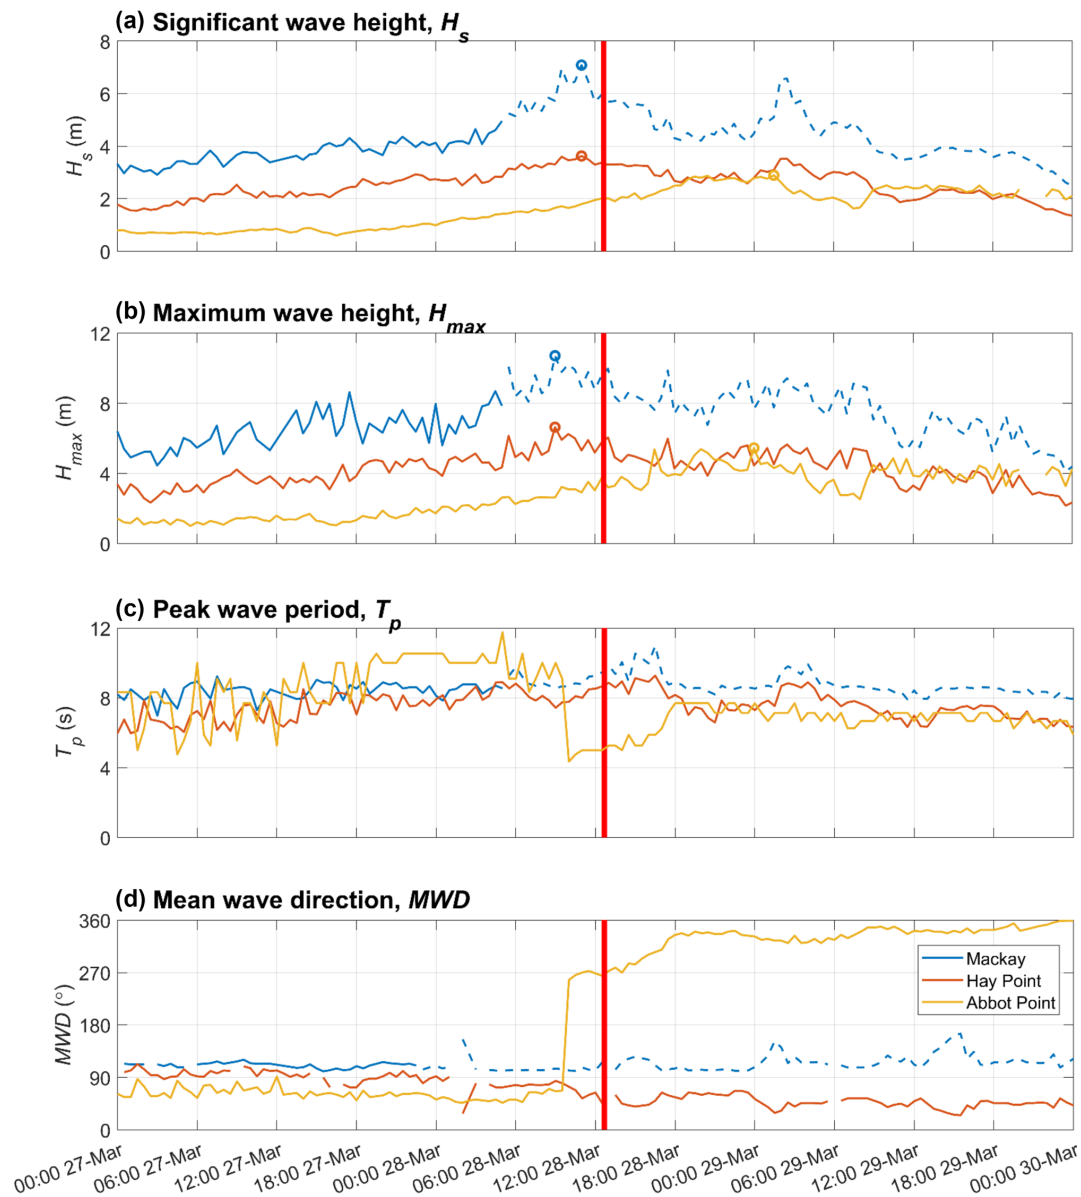 (a) Significant wave height, Hs
8
6
4
2
0
Hs (m)
(b) Maximum wave height, Hmax
12
8
4
0
Hmax (m)
(c) Peak wave period, Tp
12
8
4
0
Tp (s)
(d) Mean wave direction, MWD
360
270
180
90
0
MWD (°)
Mackay
Hay Point
Abbot Point
00:00 27-Mar
06:00 27-Mar
12:00 27-Mar
18:00 27-Mar
00:00 28-Mar
06:00 28-Mar
12:00 28-Mar
18:00 28-Mar
00:00 29-Mar
06:00 29-Mar
12:00 29-Mar
18:00 29-Mar
00:00 30-Mar